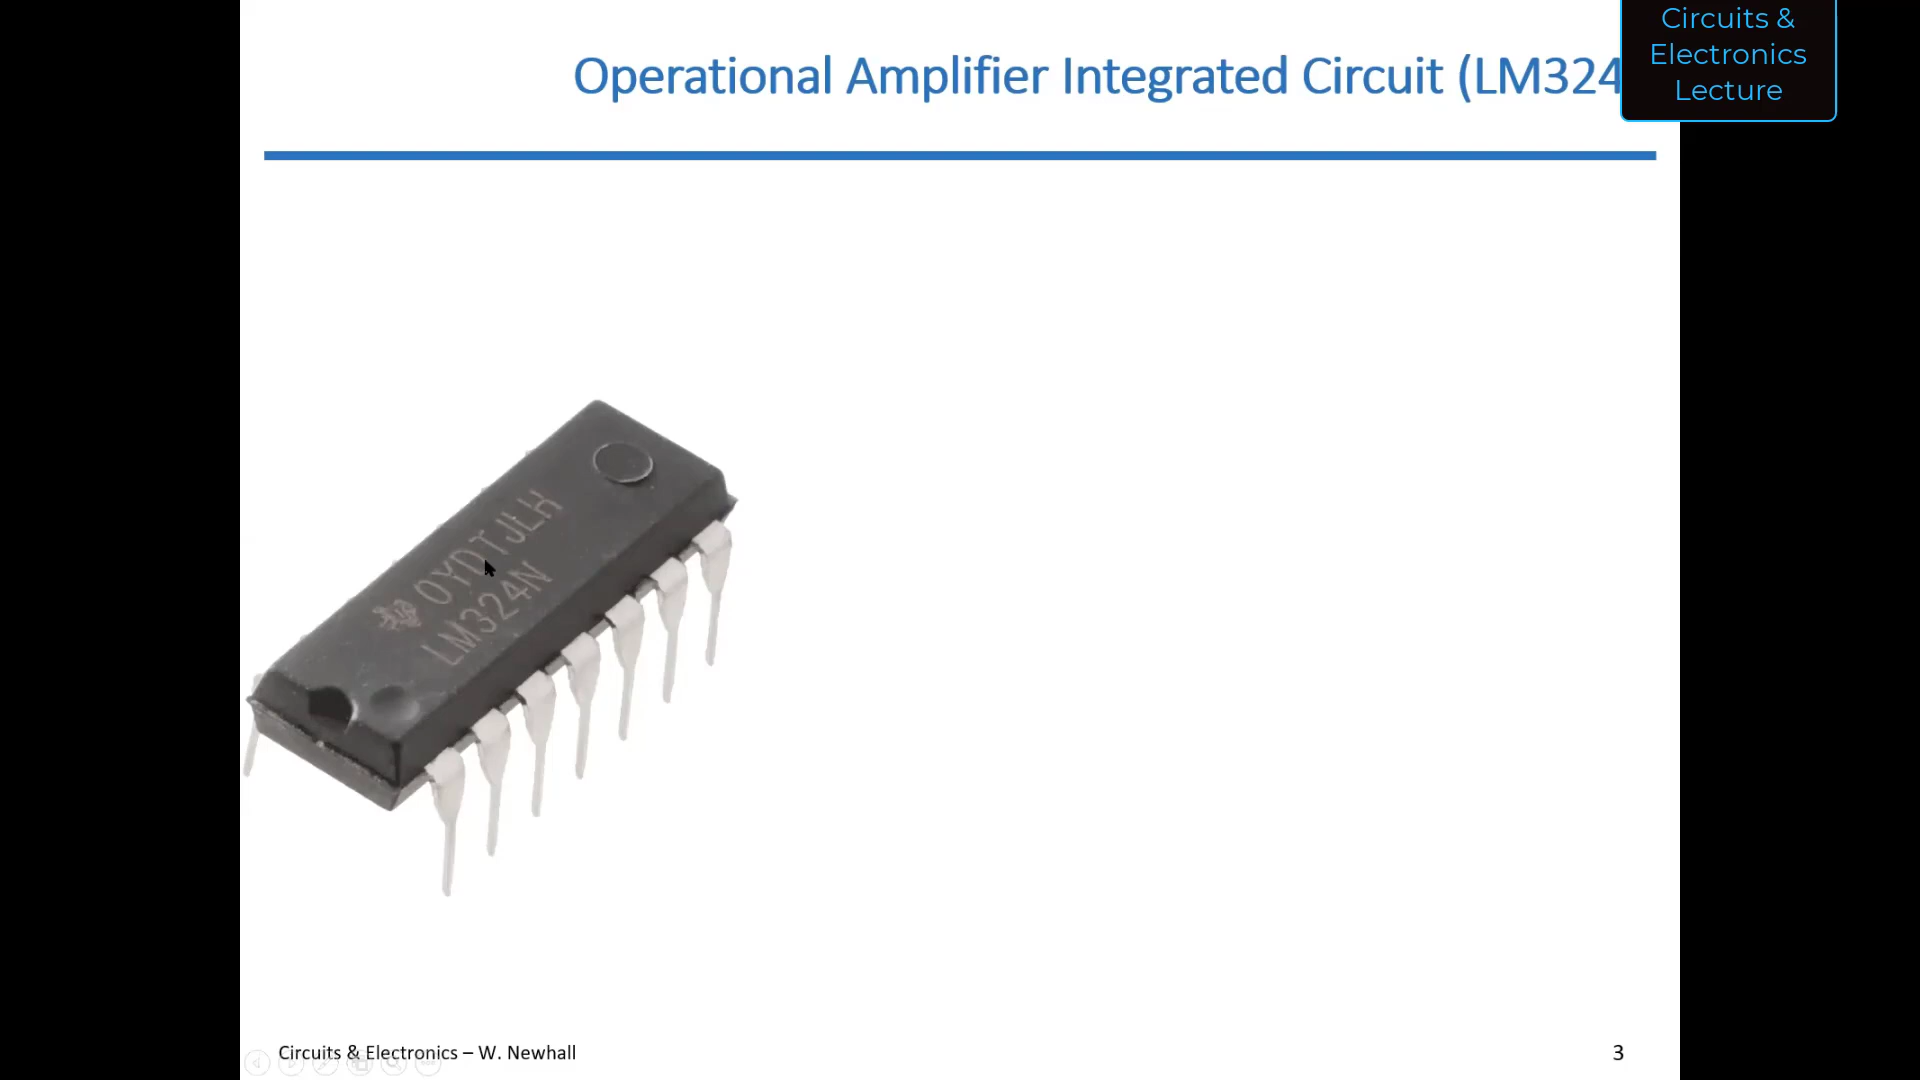 Operational Amplifier Integrated Circuit (LM324
Circuits &
Electronics
Lecture
0YDTJLH
LM324N
Circuits & Electronics – W. Newhall
3